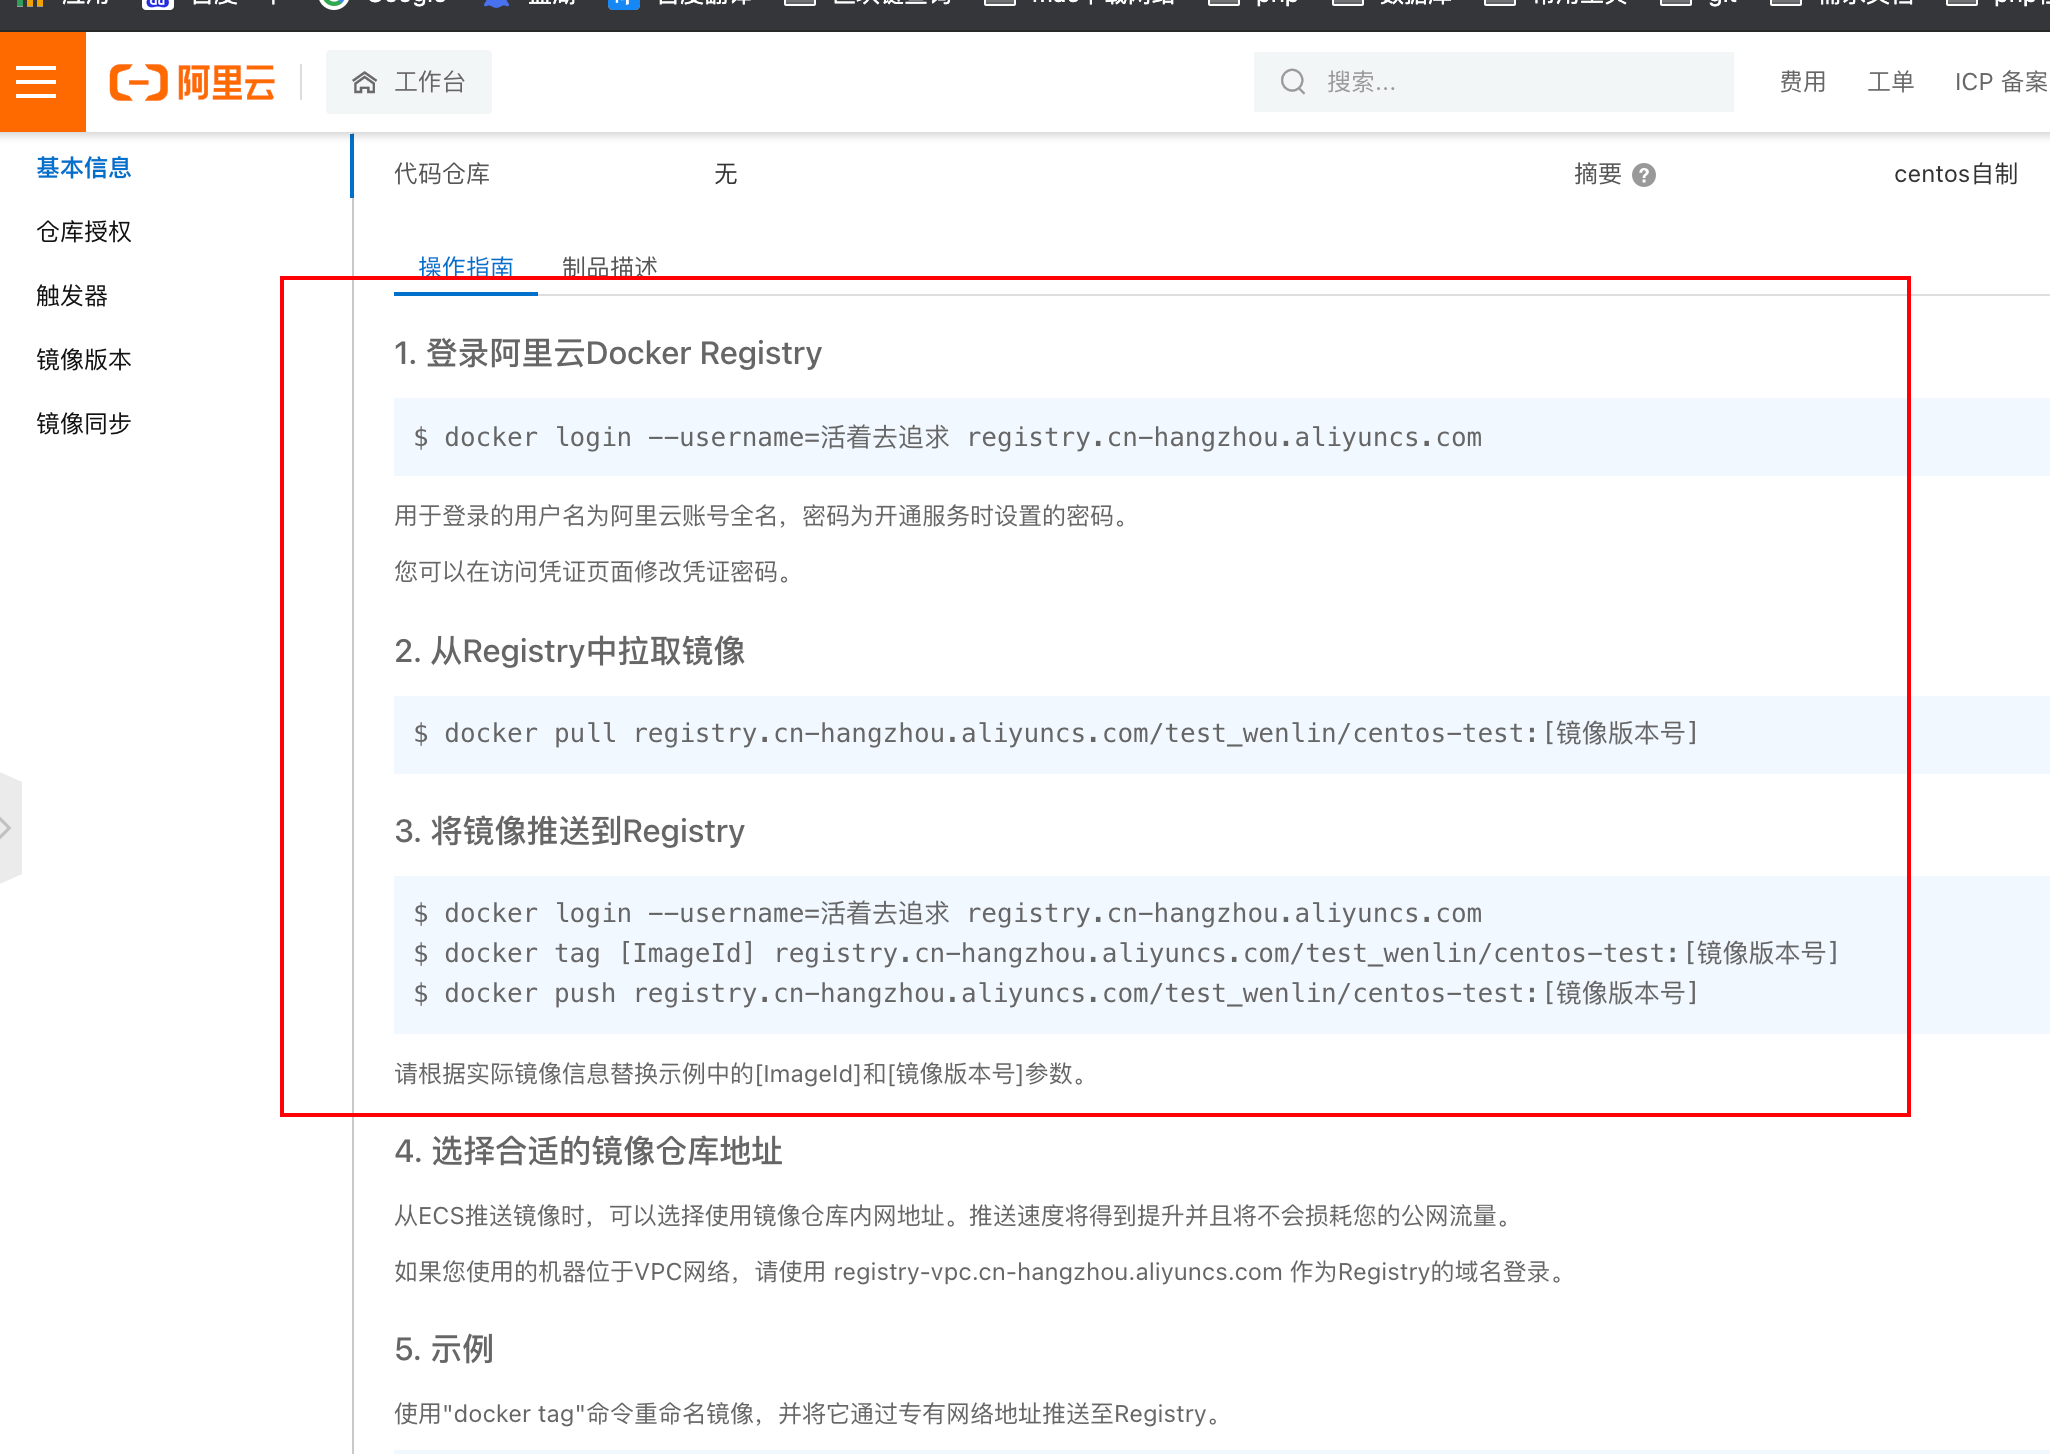 Google
百度翻译
php
git
阿里云
工作台
搜索...
费用
工单
ICP 备案
基本信息
仓库授权
触发器
镜像版本
镜像同步
代码仓库
无
摘要
?
centos自制
操作指南
制品描述
1. 登录阿里云Docker Registry
$ docker login --username=活着去追求 registry.cn-hangzhou.aliyuncs.com
用于登录的用户名为阿里云账号全名，密码为开通服务时设置的密码。
您可以在访问凭证页面修改凭证密码。
2. 从Registry中拉取镜像
$ docker pull registry.cn-hangzhou.aliyuncs.com/test_wenlin/centos-test:[镜像版本号]
3. 将镜像推送到Registry
$ docker login --username=活着去追求 registry.cn-hangzhou.aliyuncs.com
$ docker tag [ImageId] registry.cn-hangzhou.aliyuncs.com/test_wenlin/centos-test:[镜像版本号]
$ docker push registry.cn-hangzhou.aliyuncs.com/test_wenlin/centos-test:[镜像版本号]
请根据实际镜像信息替换示例中的[ImageId]和[镜像版本号]参数。
4. 选择合适的镜像仓库地址
从ECS推送镜像时，可以选择使用镜像仓库内网地址。推送速度将得到提升并且将不会损耗您的公网流量。
如果您使用的机器位于VPC网络，请使用 registry-vpc.cn-hangzhou.aliyuncs.com 作为Registry的域名登录。
5. 示例
使用"docker tag"命令重命名镜像，并将它通过专有网络地址推送至Registry。